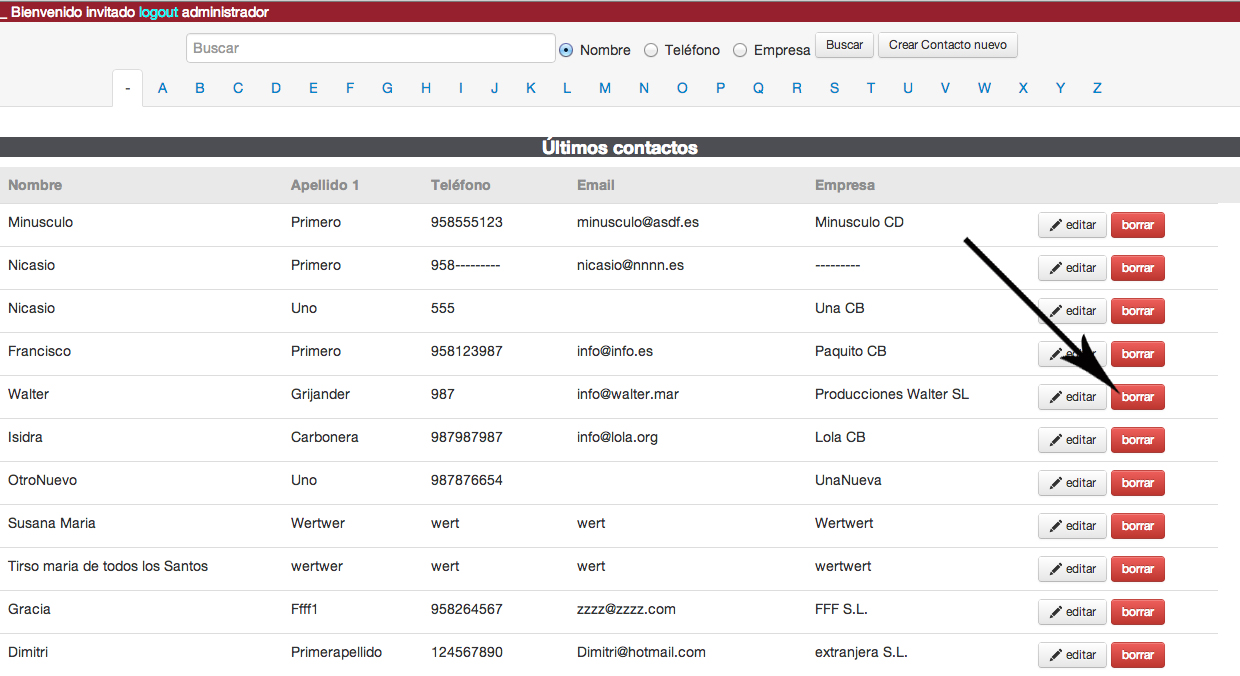 _ Bienvenido invitado logout administrador
Buscar Nombre Teléfono Empresa Buscar Crear Contacto nuevo
- A B C D E F G H I J K L M N O P Q R S T U V W X Y Z
Últimos contactos
Nombre Apellido 1 Teléfono Email Empresa
Minusculo Primero 958555123 minusculo@asdf.es Minusculo CD editar borrar
Nicasio Primero 958--------- nicasio@nnnn.es --------- editar borrar
Nicasio Uno 555 Una CB editar borrar
Francisco Primero 958123987 info@info.es Paquito CB editar borrar
Walter Grijander 987 info@walter.mar Producciones Walter SL editar borrar
Isidra Carbonera 987987987 info@lola.org Lola CB editar borrar
OtroNuevo Uno 987876654 UnaNueva editar borrar
Susana Maria Wertwer wert wert Wertwert editar borrar
Tirso maria de todos los Santos wertwer wert wert wertwert editar borrar
Gracia Ffff1 958264567 zzzz@zzzz.com FFF S.L. editar borrar
Dimitri Primerapellido 124567890 Dimitri@hotmail.com extranjera S.L. editar borrar